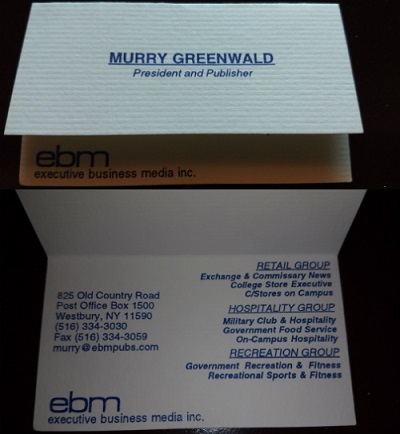 MURRY GREENWALD
President and Publisher
ebm
executive business media inc.
825 Old Country Road
Post Office Box 1500
Westbury, NY 11590
(516) 334-3030
Fax (516) 334-3059
murry@ebmpubs.com
ebm
executive business media inc.
RETAIL GROUP
Exchange & Commissary News
College Store Executive
C/Stores on Campus
HOSPITALITY GROUP
Military Club & Hospitality
Government Food Service
On-Campus Hospitality
RECREATION GROUP
Government Recreation & Fitness
Recreational Sports & Fitness